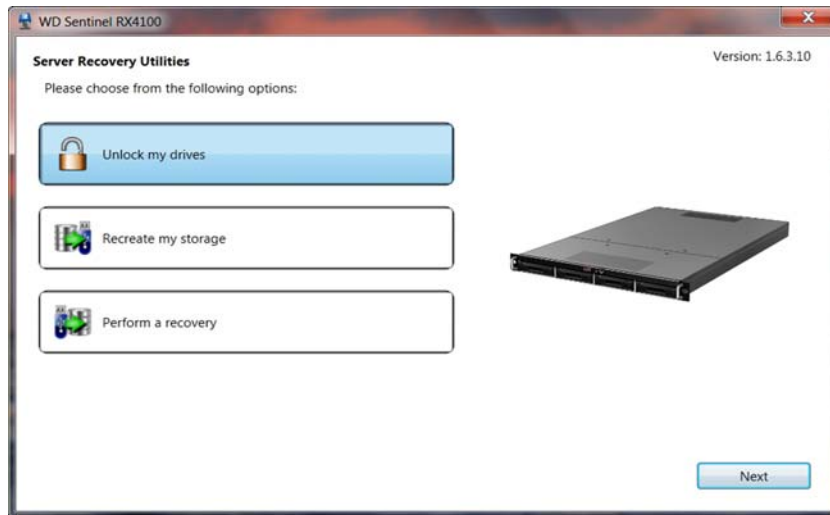 WD Sentinel RX4100
Server Recovery Utilities
Version: 1.6.3.10
Please choose from the following options:
Unlock my drives
Recreate my storage
Perform a recovery
Next